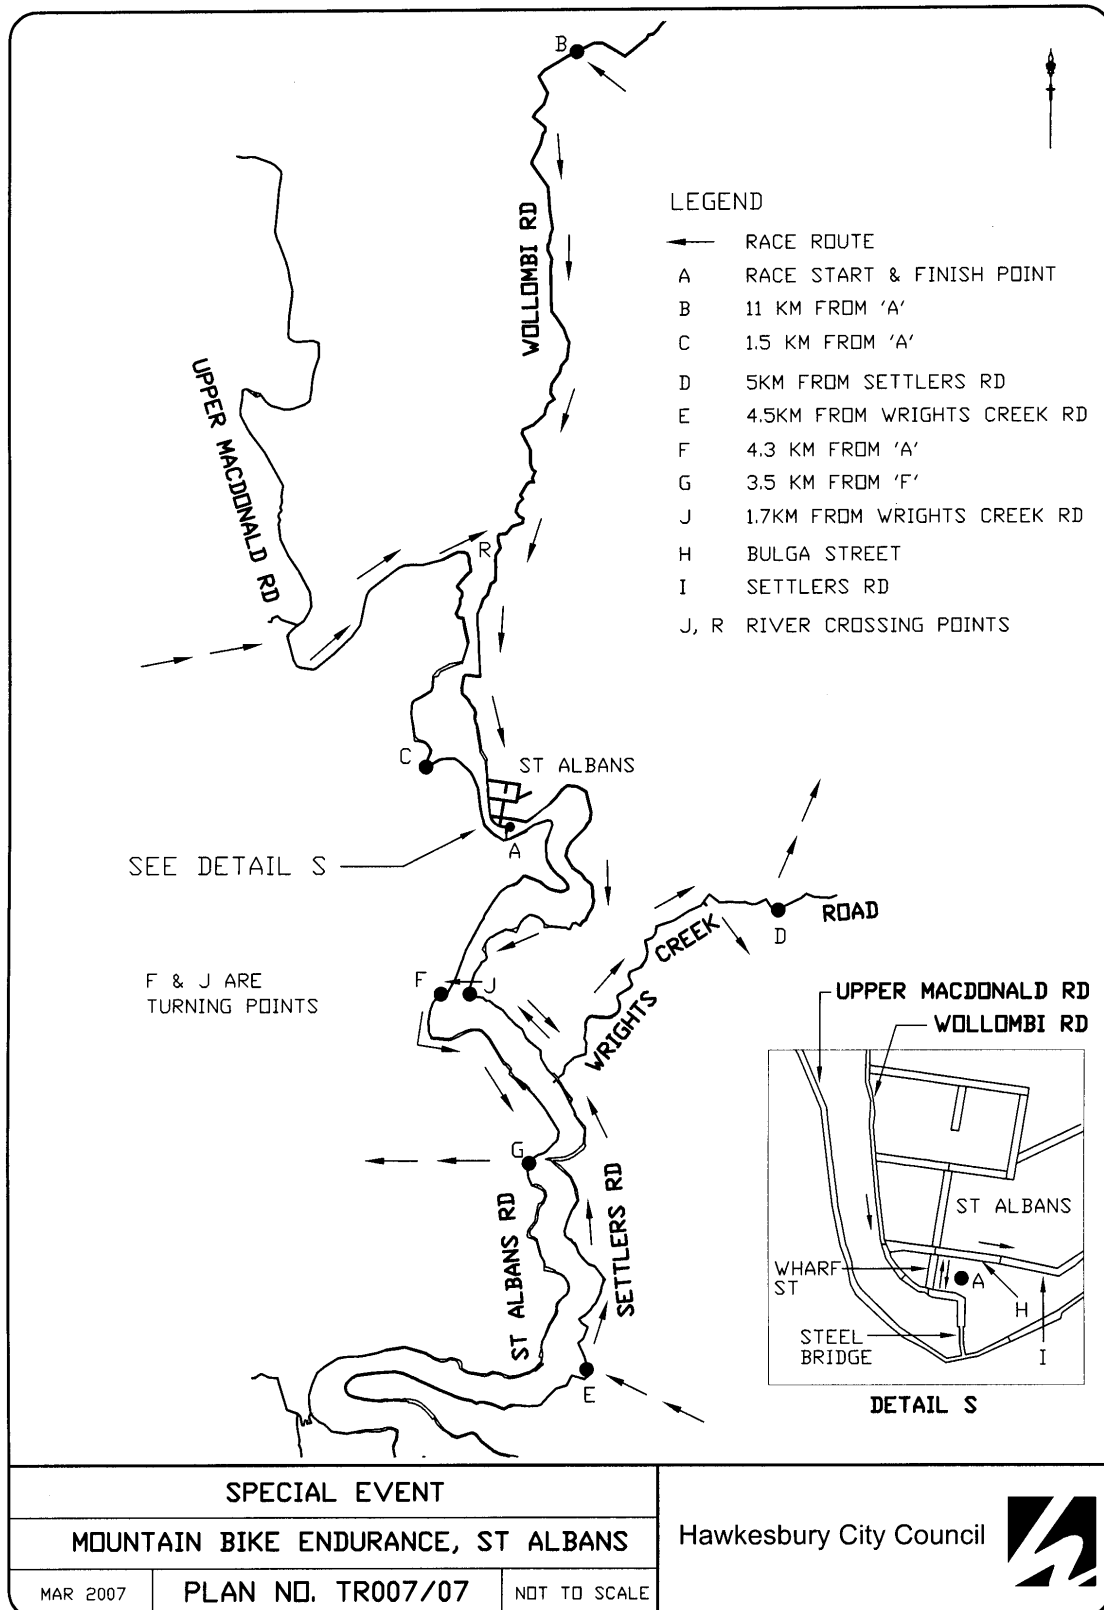 B
LEGEND
RACE ROUTE
A RACE START & FINISH POINT
B 11 KM FROM 'A'
C 1.5 KM FROM 'A'
D 5KM FROM SETTLERS RD
E 4.5KM FROM WRIGHTS CREEK RD
F 4.3 KM FROM 'A'
G 3.5 KM FROM 'F'
J 1.7KM FROM WRIGHTS CREEK RD
H BULGA STREET
I SETTLERS RD
J, R RIVER CROSSING POINTS
WOLLOMBI RD
UPPER MACDONALD RD
R
C
ST ALBANS
A
SEE DETAIL S
WRIGHTS CREEK ROAD
D
F & J ARE
TURNING POINTS
F
J
G
ST ALBANS RD
SETTLERS RD
E
UPPER MACDONALD RD
WOLLOMBI RD
ST ALBANS
WHARF
ST
A
H
STEEL
BRIDGE
I
DETAIL S
SPECIAL EVENT
MOUNTAIN BIKE ENDURANCE, ST ALBANS
MAR 2007
PLAN NO. TR007/07
NOT TO SCALE
Hawkesbury City Council